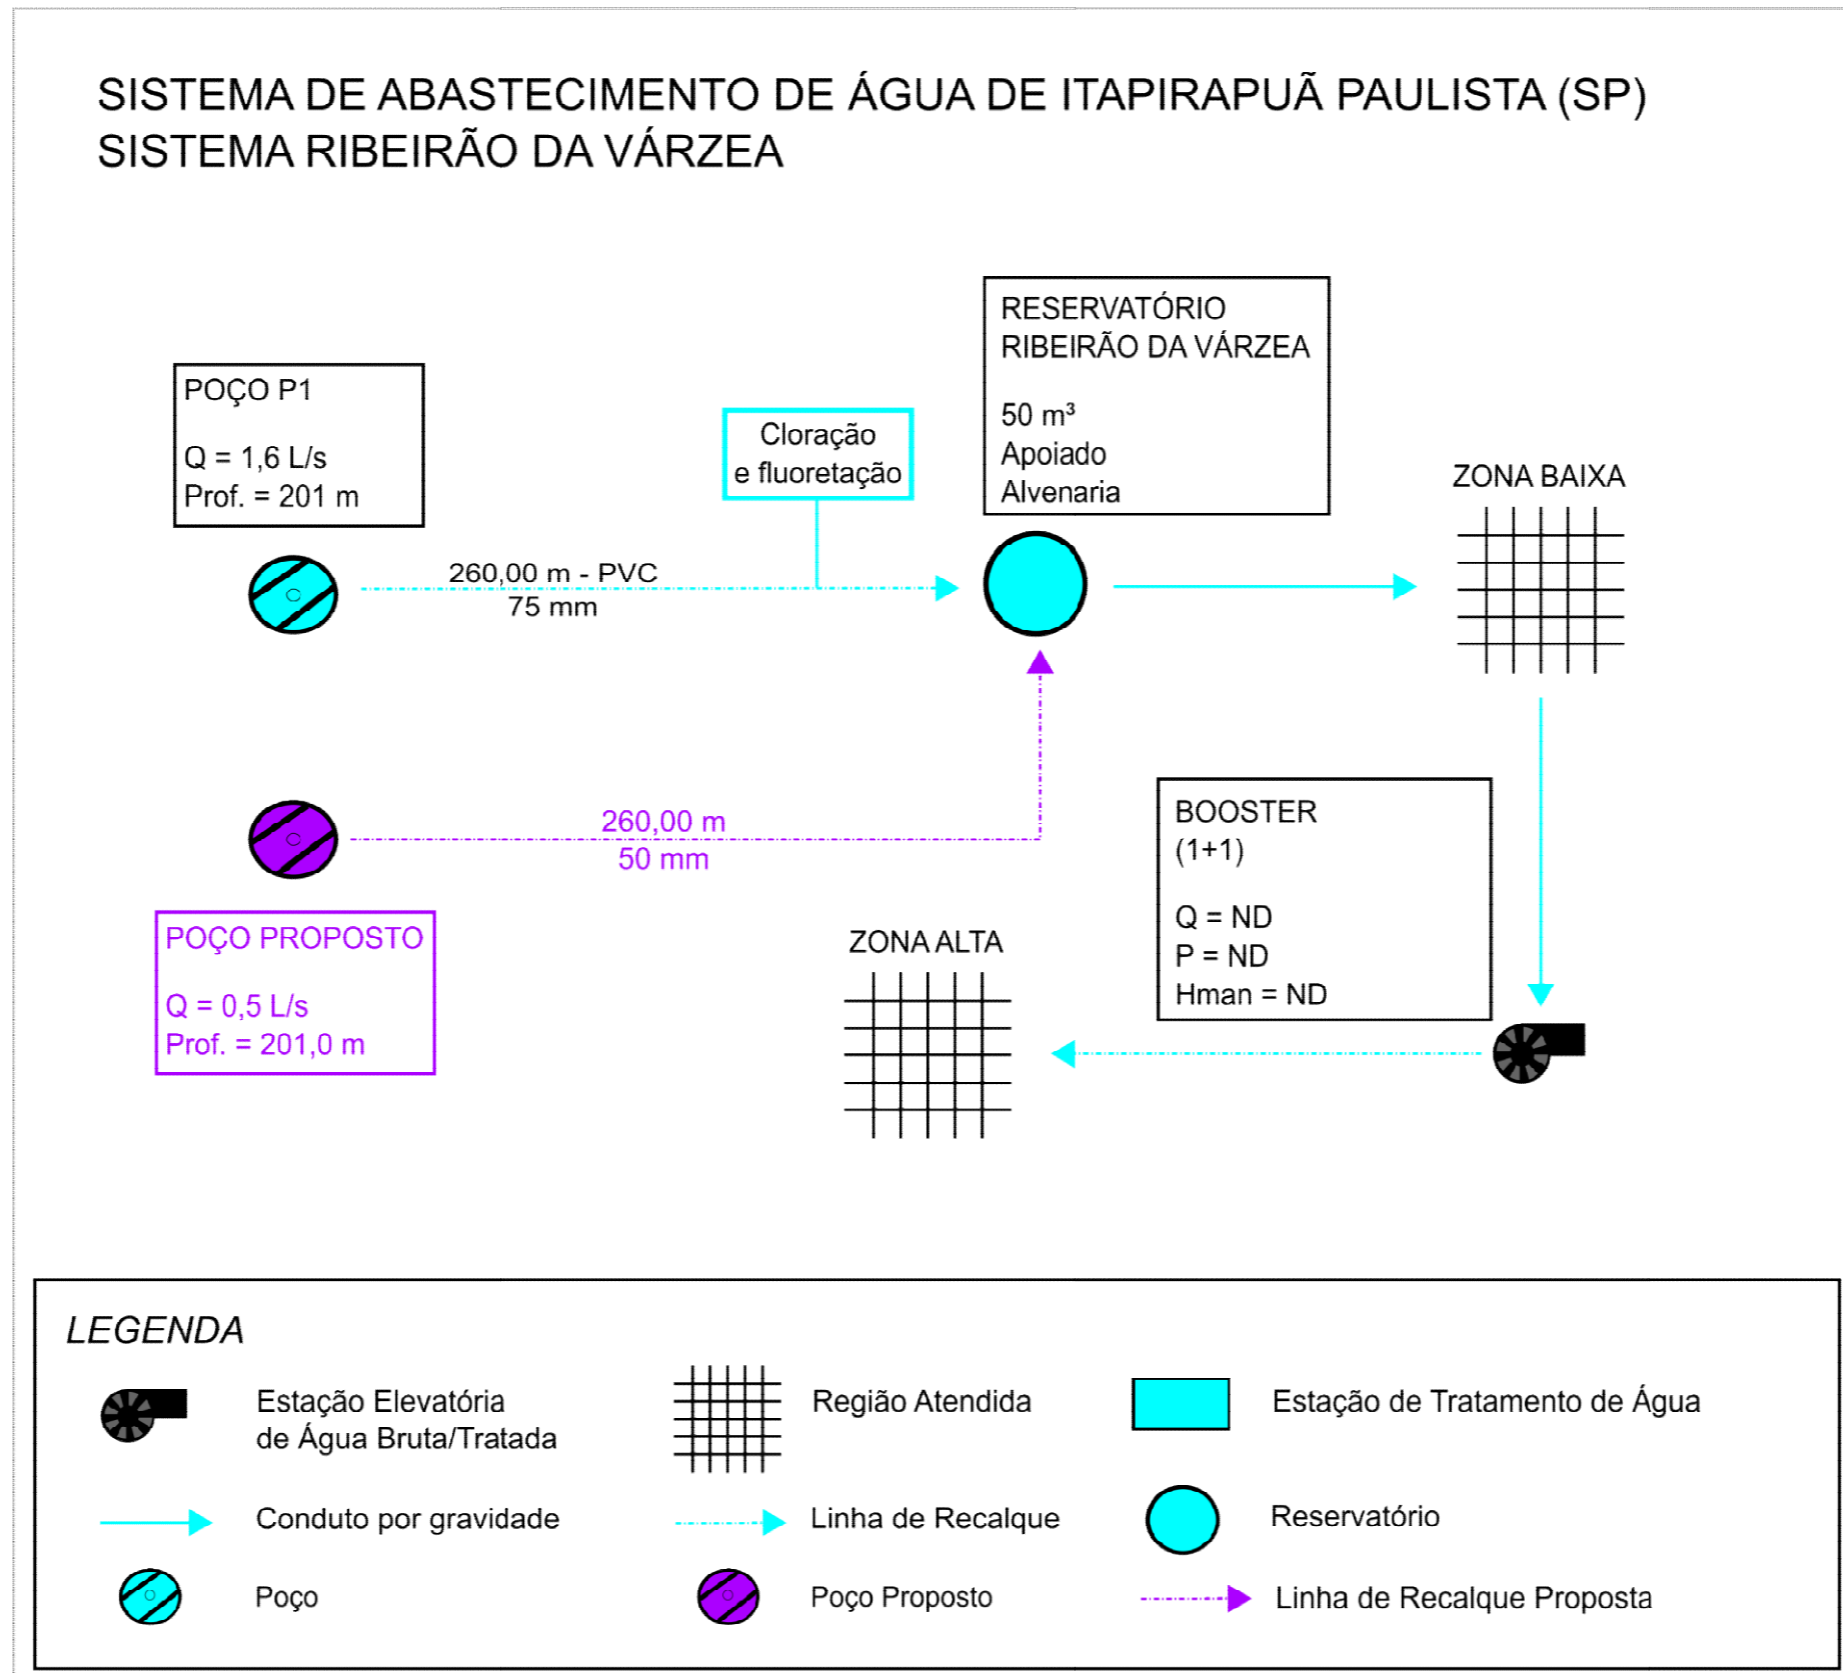 SISTEMA DE ABASTECIMENTO DE ÁGUA DE ITAPIRAPUÃ PAULISTA (SP)
SISTEMA RIBEIRÃO DA VÁRZEA
POÇO P1
Q = 1,6 L/s
Prof. = 201 m
260,00 m - PVC
75 mm
Cloração
e fluoretação
RESERVATÓRIO
RIBEIRÃO DA VÁRZEA
50 m³
Apoiado
Alvenaria
ZONA BAIXA
260,00 m
50 mm
POÇO PROPOSTO
Q = 0,5 L/s
Prof. = 201,0 m
ZONA ALTA
BOOSTER
(1+1)
Q = ND
P = ND
Hman = ND
LEGENDA
Estação Elevatória
de Água Bruta/Tratada
Região Atendida
Estação de Tratamento de Água
Conduto por gravidade
Linha de Recalque
Reservatório
Poço
Poço Proposto
Linha de Recalque Proposta